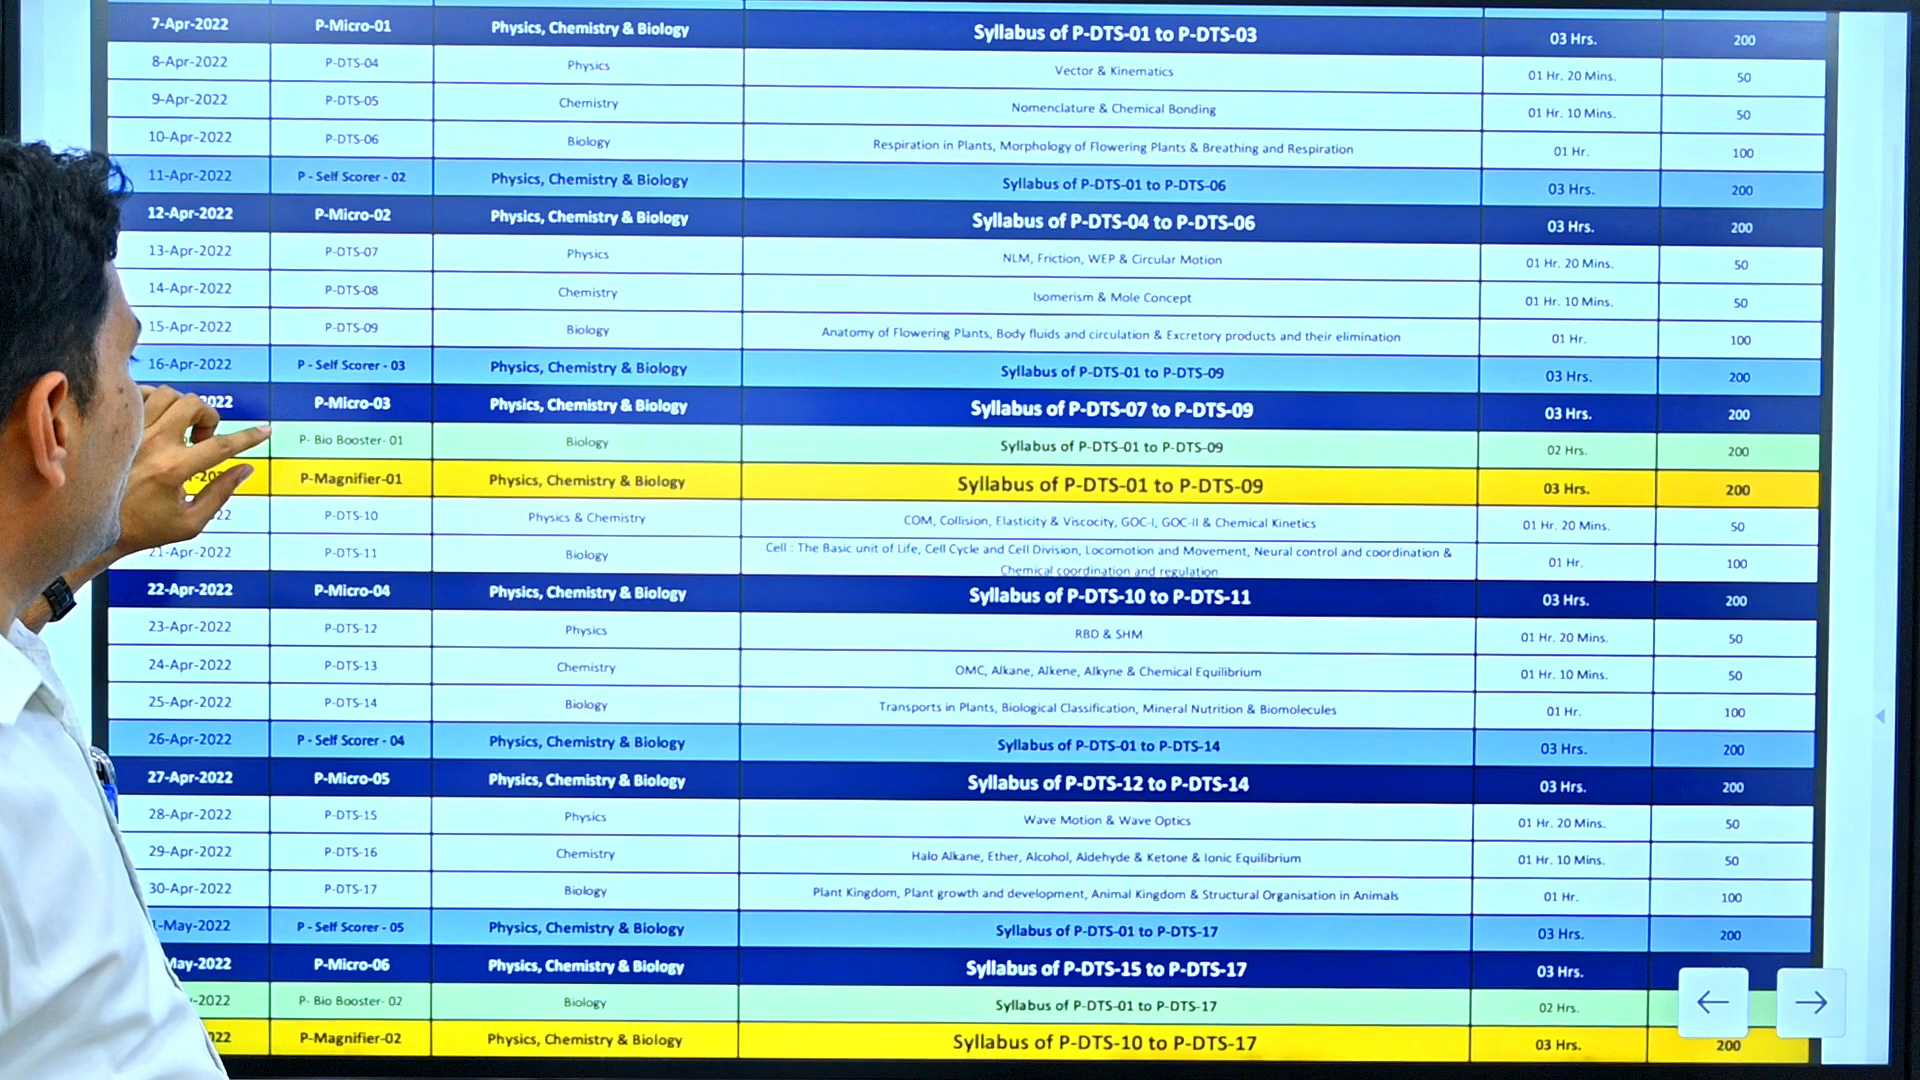 7-Apr-2022 P-Micro-01 Physics, Chemistry & Biology Syllabus of P-DTS-01 to P-DTS-03 03 Hrs. 200
8-Apr-2022 P-DTS-04 Physics Vector & Kinematics 01 Hr. 20 Mins. 50
9-Apr-2022 P-DTS-05 Chemistry Nomenclature & Chemical Bonding 01 Hr. 10 Mins. 50
10-Apr-2022 P-DTS-06 Biology Respiration in Plants, Morphology of Flowering Plants & Breathing and Respiration 01 Hr. 100
11-Apr-2022 P - Self Scorer - 02 Physics, Chemistry & Biology Syllabus of P-DTS-01 to P-DTS-06 03 Hrs. 200
12-Apr-2022 P-Micro-02 Physics, Chemistry & Biology Syllabus of P-DTS-04 to P-DTS-06 03 Hrs. 200
13-Apr-2022 P-DTS-07 Physics NLM, Friction, WEP & Circular Motion 01 Hr. 20 Mins. 50
14-Apr-2022 P-DTS-08 Chemistry Isomerism & Mole Concept 01 Hr. 10 Mins. 50
15-Apr-2022 P-DTS-09 Biology Anatomy of Flowering Plants, Body fluids and circulation & Excretory products and their elimination 01 Hr. 100
16-Apr-2022 P - Self Scorer - 03 Physics, Chemistry & Biology Syllabus of P-DTS-01 to P-DTS-09 03 Hrs. 200
2022 P-Micro-03 Physics, Chemistry & Biology Syllabus of P-DTS-07 to P-DTS-09 03 Hrs. 200
P- Bio Booster- 01 Biology Syllabus of P-DTS-01 to P-DTS-09 02 Hrs. 200
P-Magnifier-01 Physics, Chemistry & Biology Syllabus of P-DTS-01 to P-DTS-09 03 Hrs. 200
22 P-DTS-10 Physics & Chemistry COM, Collision, Elasticity & Viscocity, GOC-I, GOC-II & Chemical Kinetics 01 Hr. 20 Mins. 50
21-Apr-2022 P-DTS-11 Biology Cell : The Basic unit of Life, Cell Cycle and Cell Division, Locomotion and Movement, Neural control and coordination & 01 Hr. 100
Chemical coordination and regulation
22-Apr-2022 P-Micro-04 Physics, Chemistry & Biology Syllabus of P-DTS-10 to P-DTS-11 03 Hrs. 200
23-Apr-2022 P-DTS-12 Physics RBD & SHM 01 Hr. 20 Mins. 50
24-Apr-2022 P-DTS-13 Chemistry OMC, Alkane, Alkene, Alkyne & Chemical Equilibrium 01 Hr. 10 Mins. 50
25-Apr-2022 P-DTS-14 Biology Transports in Plants, Biological Classification, Mineral Nutrition & Biomolecules 01 Hr. 100
26-Apr-2022 P - Self Scorer - 04 Physics, Chemistry & Biology Syllabus of P-DTS-01 to P-DTS-14 03 Hrs. 200
27-Apr-2022 P-Micro-05 Physics, Chemistry & Biology Syllabus of P-DTS-12 to P-DTS-14 03 Hrs. 200
28-Apr-2022 P-DTS-15 Physics Wave Motion & Wave Optics 01 Hr. 20 Mins. 50
29-Apr-2022 P-DTS-16 Chemistry Halo Alkane, Ether, Alcohol, Aldehyde & Ketone & Ionic Equilibrium 01 Hr. 10 Mins. 50
30-Apr-2022 P-DTS-17 Biology Plant Kingdom, Plant growth and development, Animal Kingdom & Structural Organisation in Animals 01 Hr. 100
1-May-2022 P - Self Scorer - 05 Physics, Chemistry & Biology Syllabus of P-DTS-01 to P-DTS-17 03 Hrs. 200
May-2022 P-Micro-06 Physics, Chemistry & Biology Syllabus of P-DTS-15 to P-DTS-17 03 Hrs.
-2022 P- Bio Booster- 02 Biology Syllabus of P-DTS-01 to P-DTS-17 02 Hrs.
022 P-Magnifier-02 Physics, Chemistry & Biology Syllabus of P-DTS-10 to P-DTS-17 03 Hrs. 200